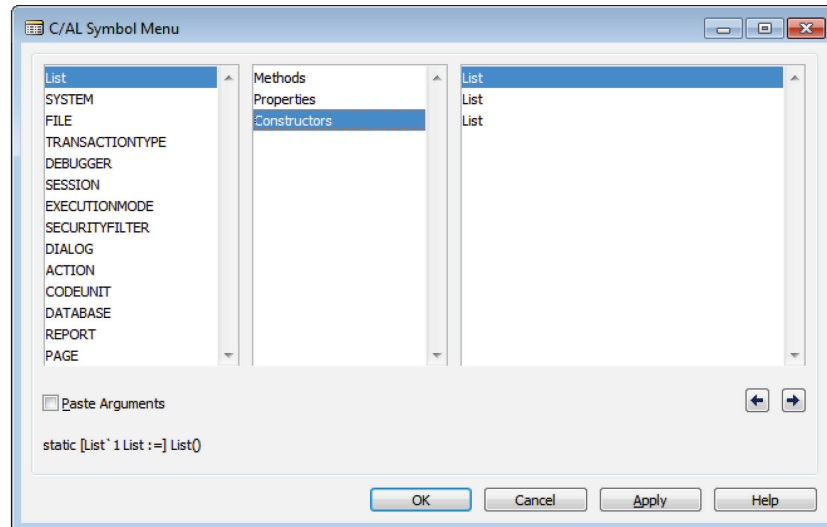 C/AL Symbol Menu
List
SYSTEM
FILE
TRANSACTIONTYPE
DEBUGGER
SESSION
EXECUTIONMODE
SECURITYFILTER
DIALOG
ACTION
CODEUNIT
DATABASE
REPORT
PAGE
Methods
Properties
Constructors
List
List
List
Paste Arguments
static [List`1 List :=] List()
OK
Cancel
Apply
Help